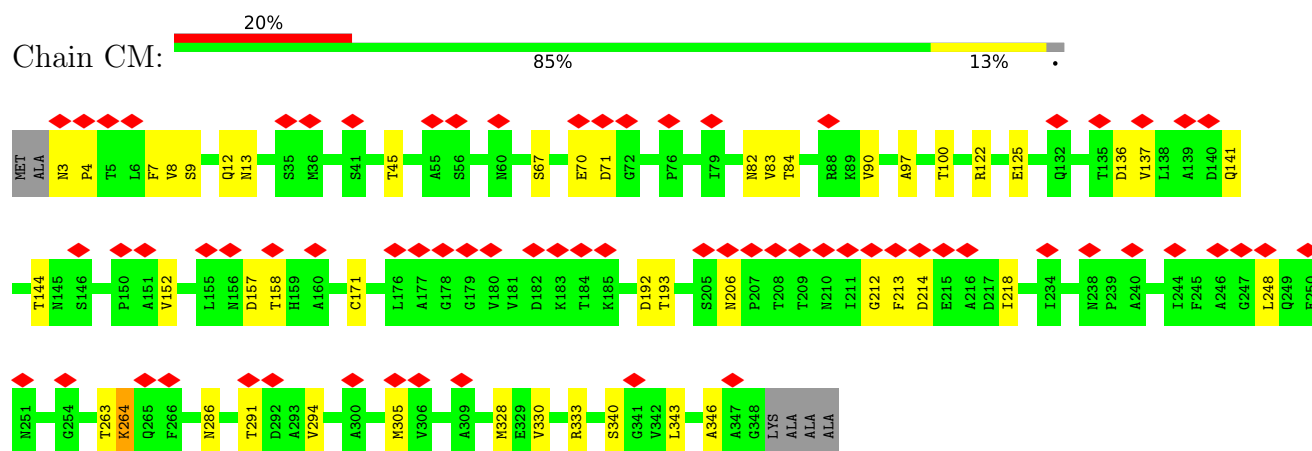 20%
Chain CM:
85% 13% •
MET ALA N3 P4 T5 L6 F7 V8 S9 Q12 N13 S35 M36 S41 T45 A55 S56 N60 S67 E70 D71 G72 P76 I79 N82 V83 T84 R88 K89 V90 A97 T100 R122 E125 Q132 T135 D136 V137 L138 A139 D140 Q141
T144 N145 S146 P150 A151 V152 L155 N156 D157 T158 H159 A160 C171 L176 A177 G178 G179 V180 V181 D182 K183 T184 K185 D192 T193 S205 N206 P207 T208 T209 N210 I211 G212 F213 D214 E215 A216 D217 I218 I234 N238 P239 A240 I244 F245 A246 G247 L248 Q249
N251 G254 T263 K264 Q265 F266 N286 T291 D292 A293 V294 A300 M305 V306 A309 M328 E329 V330 R333 S340 G341 V342 L343 A346 A347 G348 LYS ALA ALA ALA